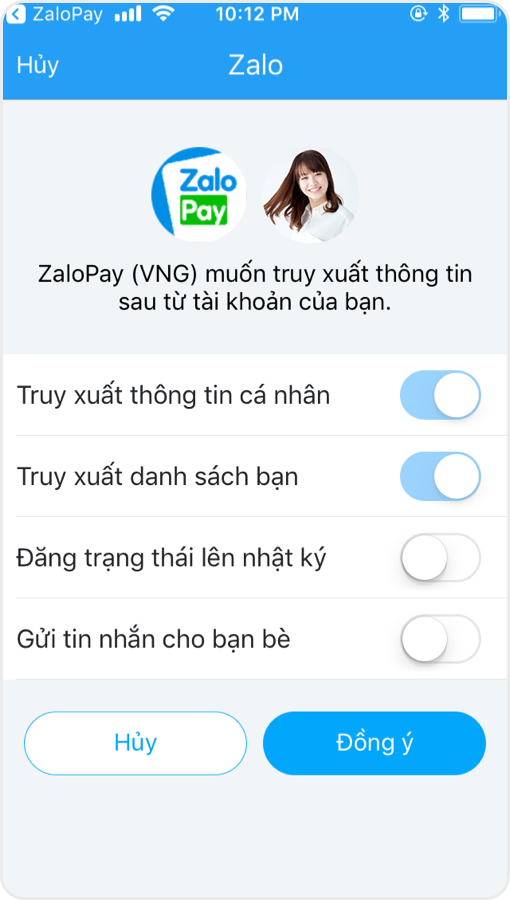 ZaloPay 10:12 PM
Hủy Zalo
Zalo
Pay
ZaloPay (VNG) muốn truy xuất thông tin
sau từ tài khoản của bạn.
Truy xuất thông tin cá nhân
Truy xuất danh sách bạn
Đăng trạng thái lên nhật ký
Gửi tin nhắn cho bạn bè
Hủy Đồng ý